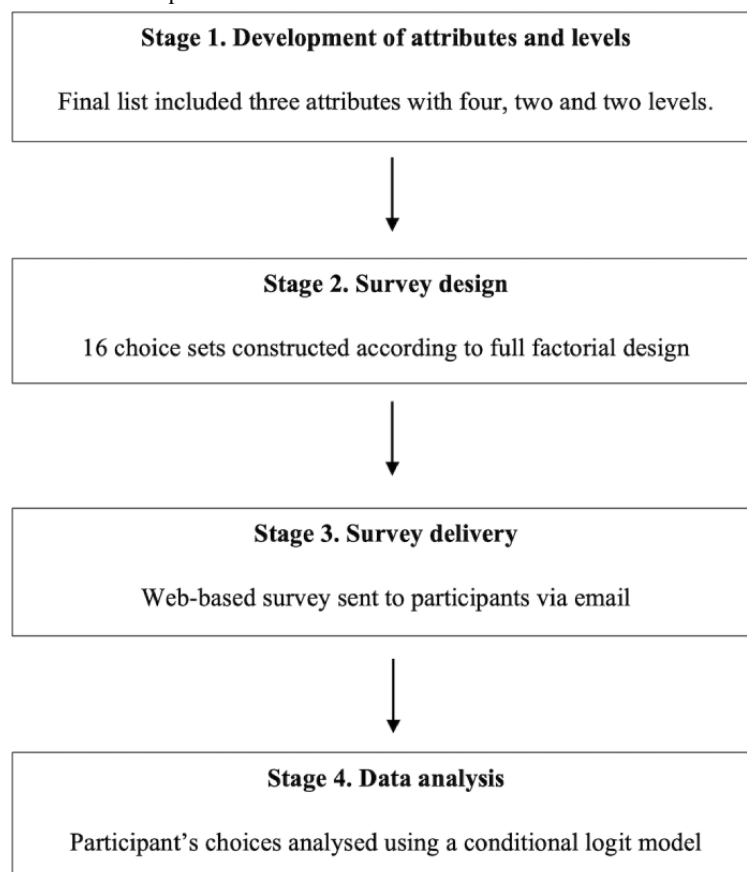 Stage 1. Development of attributes and levels
Final list included three attributes with four, two and two levels.
Stage 2. Survey design
16 choice sets constructed according to full factorial design
Stage 3. Survey delivery
Web-based survey sent to participants via email
Stage 4. Data analysis
Participant's choices analysed using a conditional logit model